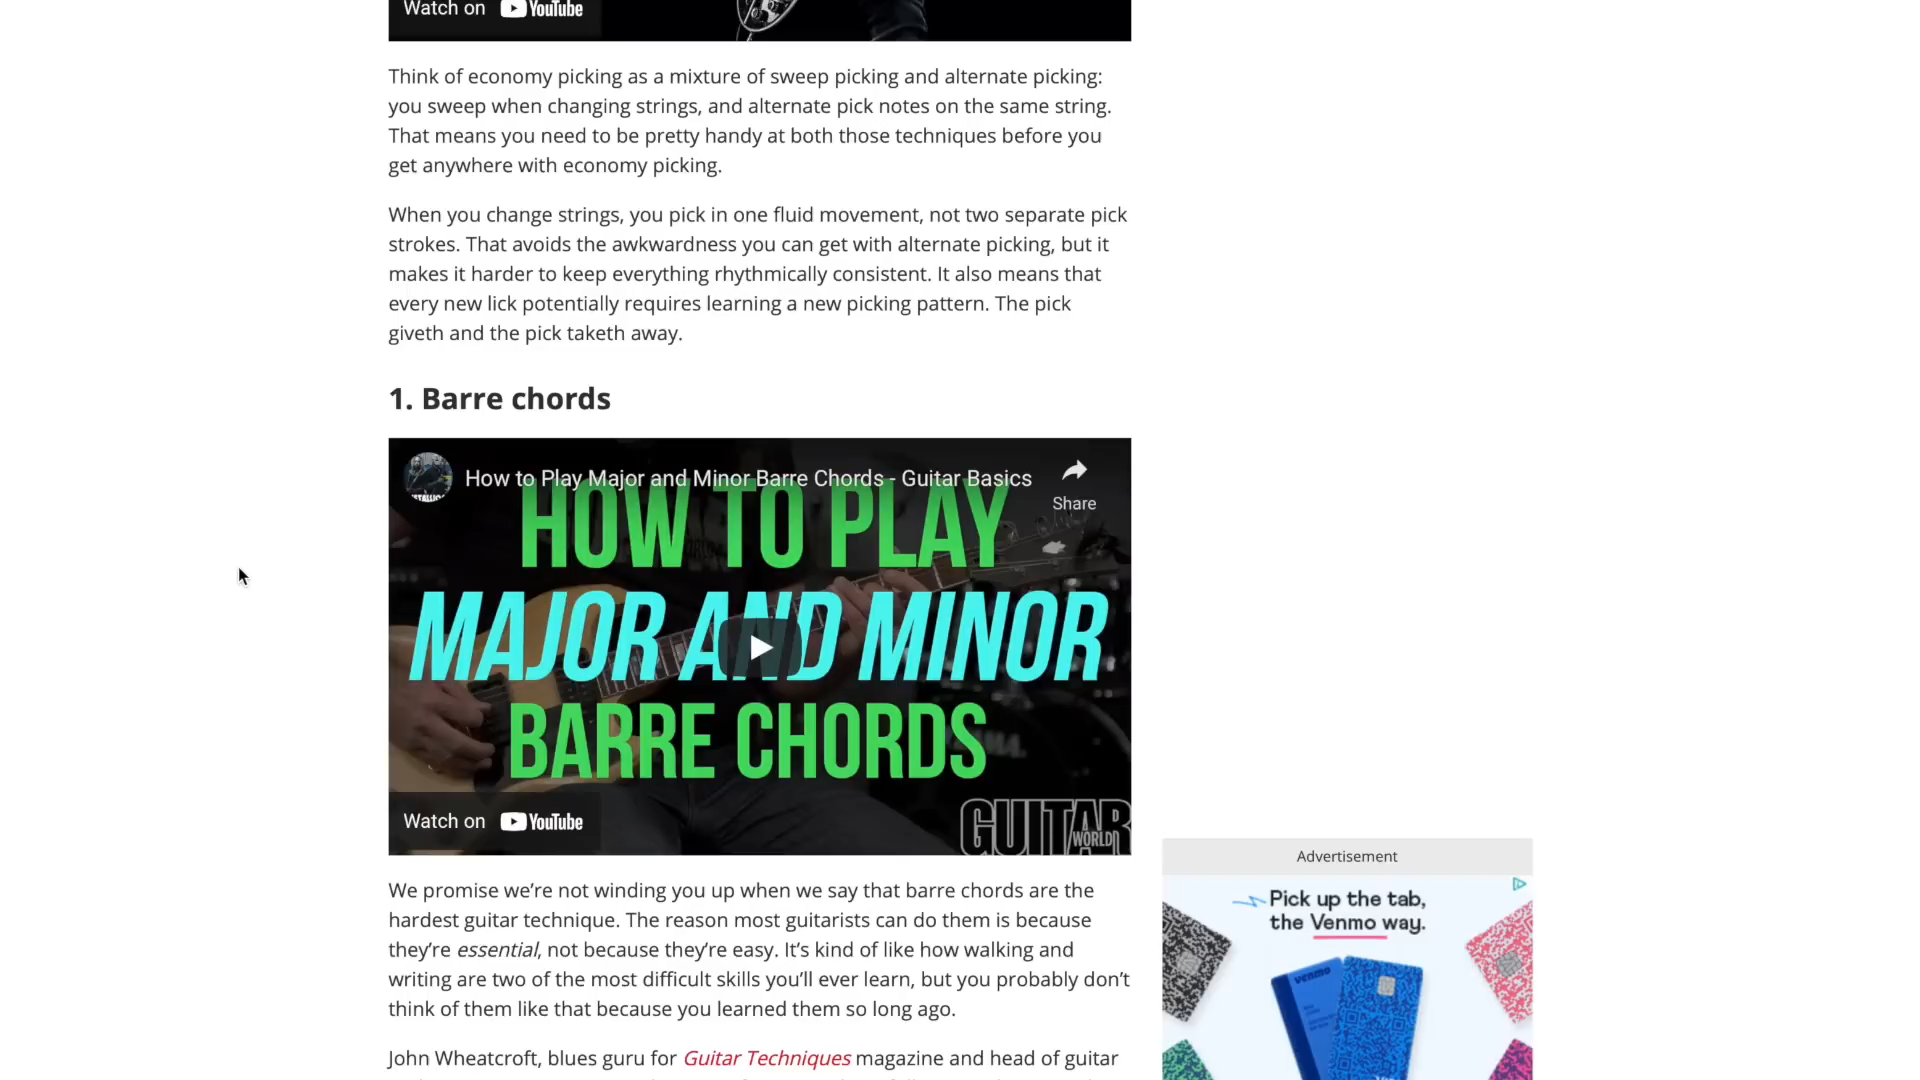 Watch on YouTube
Think of economy picking as a mixture of sweep picking and alternate picking:
you sweep when changing strings, and alternate pick notes on the same string.
That means you need to be pretty handy at both those techniques before you
get anywhere with economy picking.
When you change strings, you pick in one fluid movement, not two separate pick
strokes. That avoids the awkwardness you can get with alternate picking, but it
makes it harder to keep everything rhythmically consistent. It also means that
every new lick potentially requires learning a new picking pattern. The pick
giveth and the pick taketh away.
1. Barre chords
How to Play Major and Minor Barre Chords - Guitar Basics
Share
HOW TO PLAY
MAJOR AND MINOR
BARRE CHORDS
Watch on YouTube
GUITAR
WORLD
We promise we’re not winding you up when we say that barre chords are the
hardest guitar technique. The reason most guitarists can do them is because
they’re essential, not because they’re easy. It’s kind of like how walking and
writing are two of the most difficult skills you’ll ever learn, but you probably don’t
think of them like that because you learned them so long ago.
John Wheatcroft, blues guru for Guitar Techniques magazine and head of guitar
Advertisement
Pick up the tab,
the Venmo way.
venmo